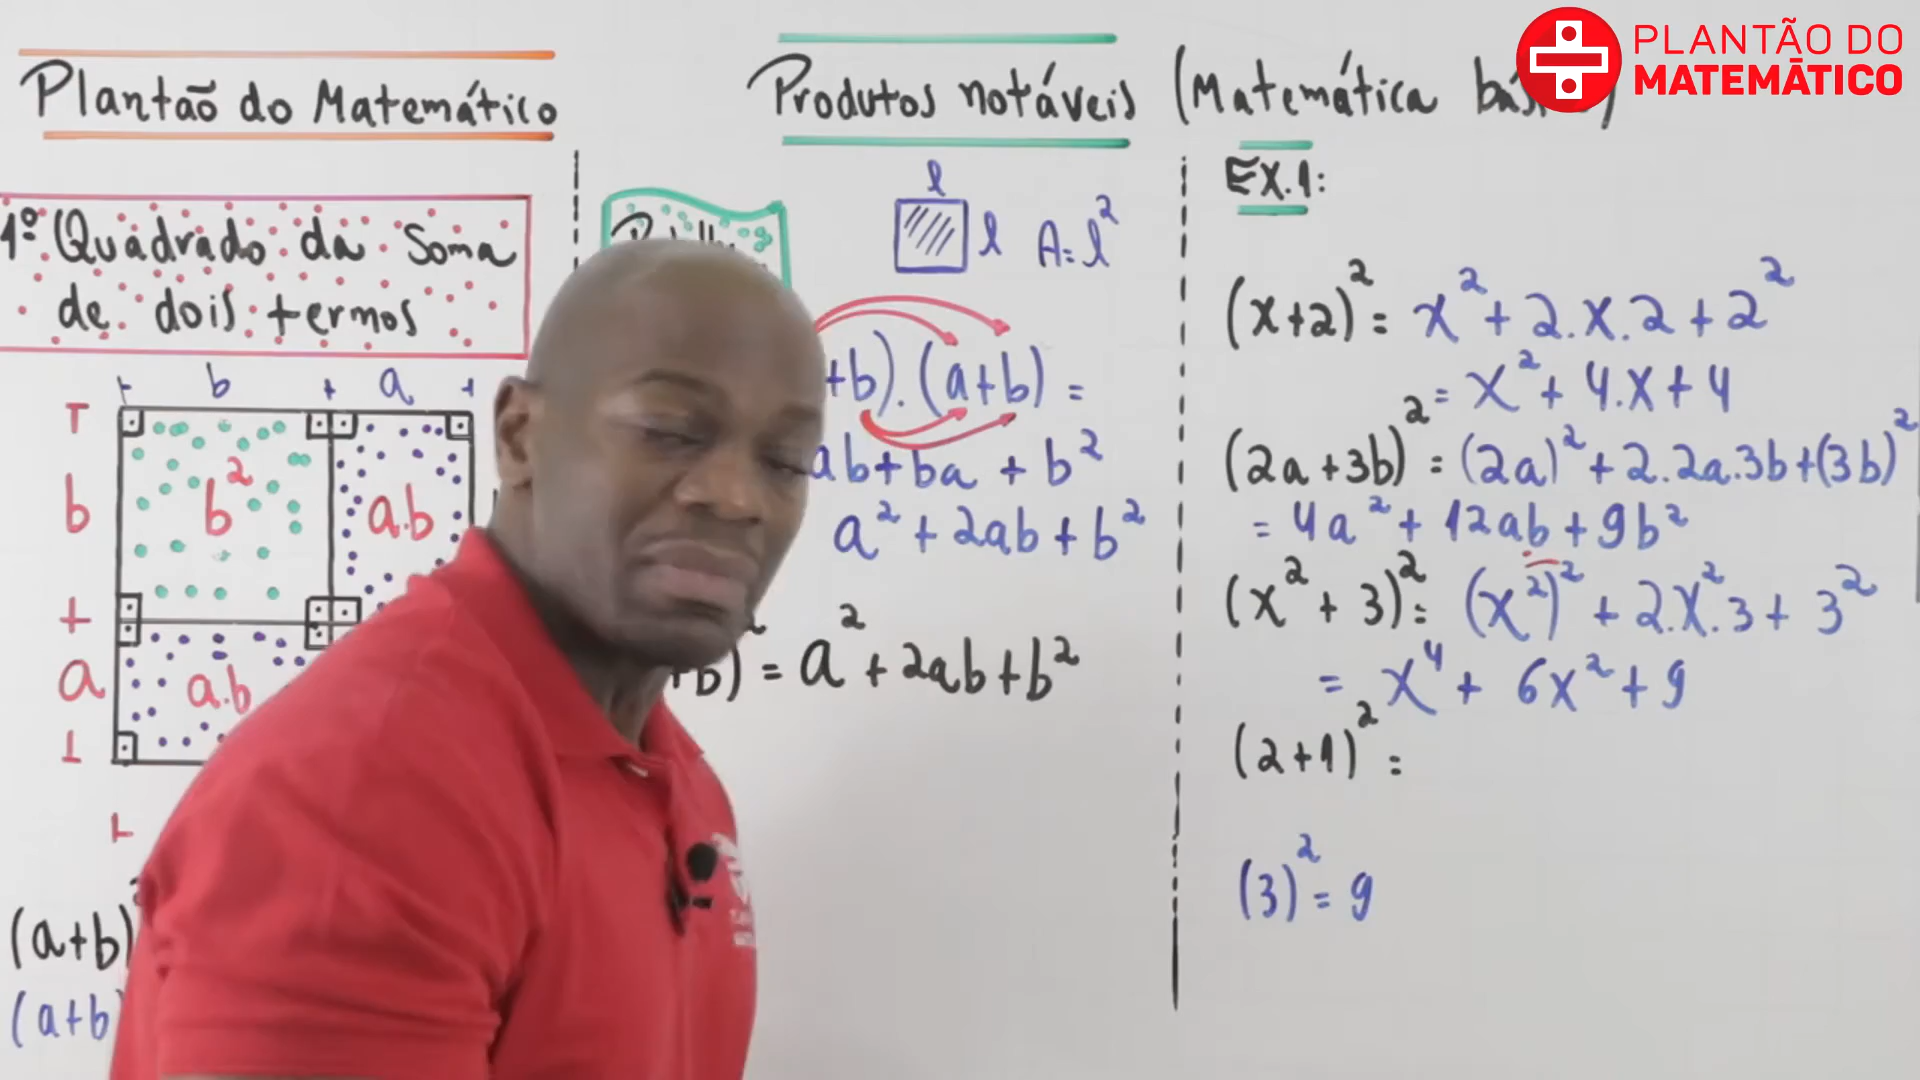 Plantão do Matemático
Produtos notáveis (Matemática
PLANTÃO DO
MATEMÁTICO
1º Quadrado da Soma
de dois termos
b a
b
b² a.b
+
a
a.b
(a+b)
(a+b
l
l A=l²
+b).(a+b) =
ab+ba + b²
a² + 2ab + b²
+b)² = a² + 2ab + b²
EX.1:
(x+2)² = x² + 2.x.2 + 2²
= x² + 4.x + 4
(2a+3b)² = (2a)² + 2.2a.3b+(3b)²
= 4a² + 12ab + 9b²
(x² + 3)² = (x²)² + 2.x².3 + 3²
= x⁴ + 6x² + 9
(2+1)² =
(3)² = 9